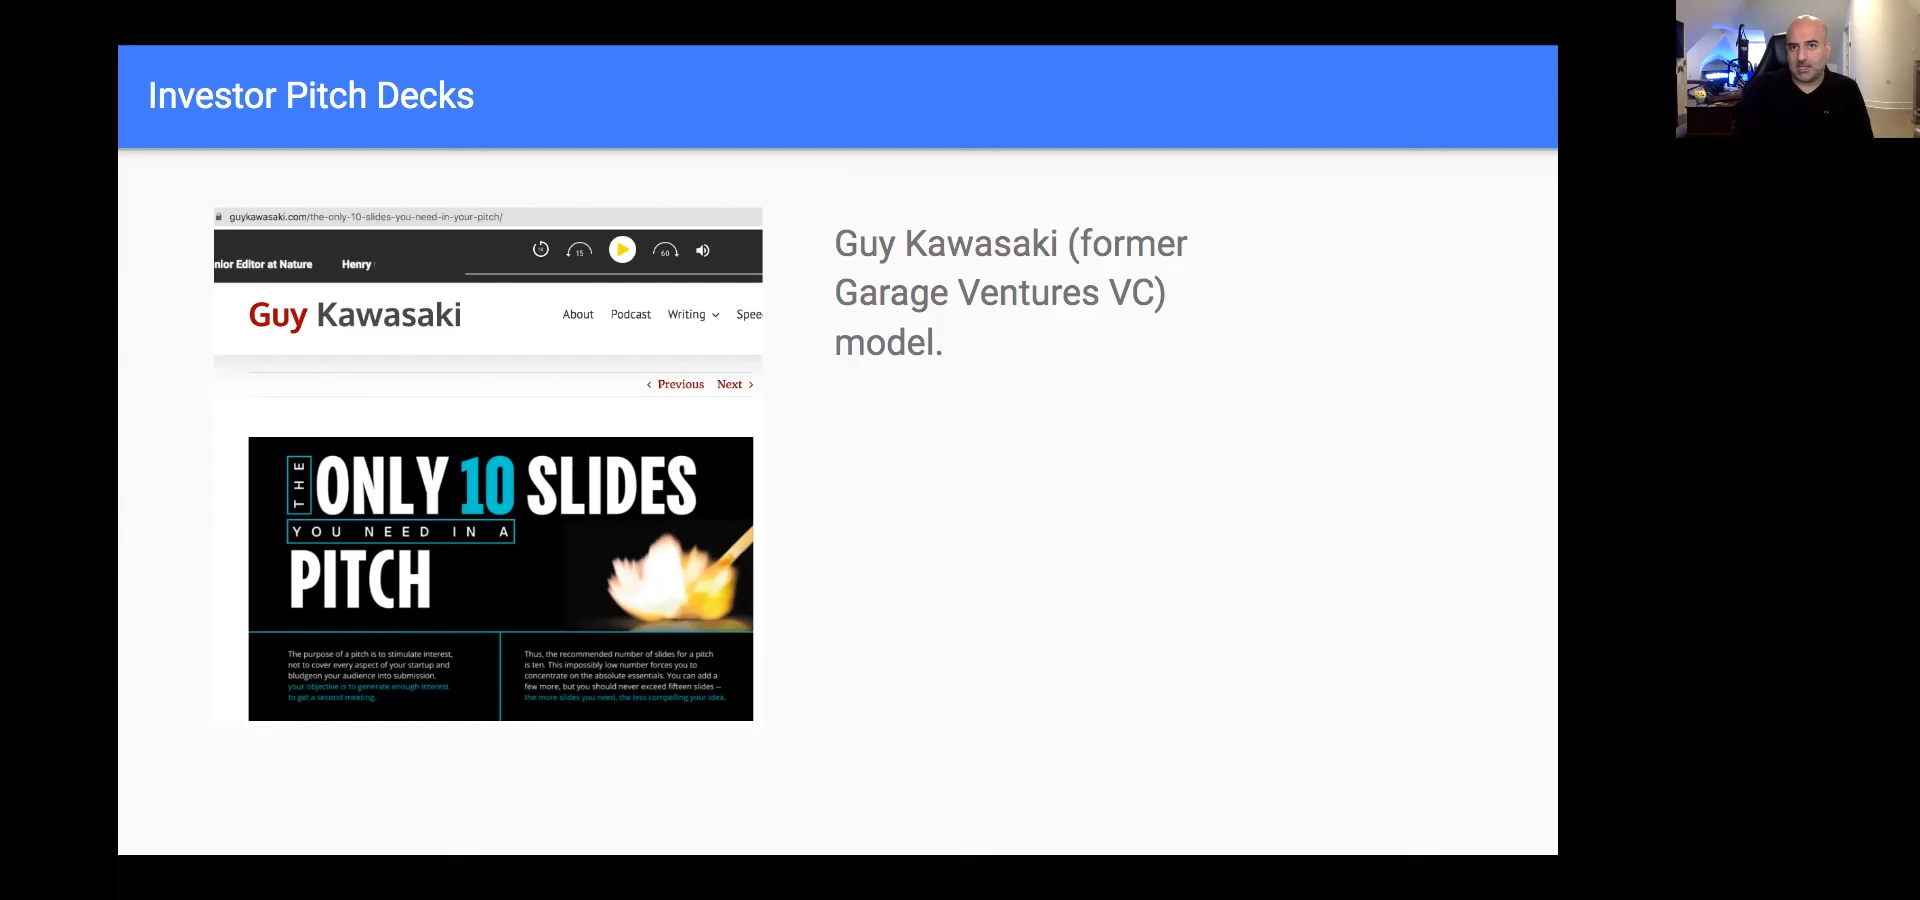 Investor Pitch Decks
guykawasaki.com/the-only-10-slides-you-need-in-your-pitch/
15
60
nior Editor at Nature Henry
Guy Kawasaki
About Podcast Writing Spee
‹ Previous Next ›
THE
ONLY 10 SLIDES
YOU NEED IN A
PITCH
The purpose of a pitch is to stimulate interest,
not to cover every aspect of your startup and
bludgeon your audience into submission.
your objective is to generate enough interest
to get a second meeting.
Thus, the recommended number of slides for a pitch
is ten. This impossibly low number forces you to
concentrate on the absolute essentials. You can add a
few more, but you should never exceed fifteen slides --
the more slides you need, the less compelling your idea.
Guy Kawasaki (former
Garage Ventures VC)
model.